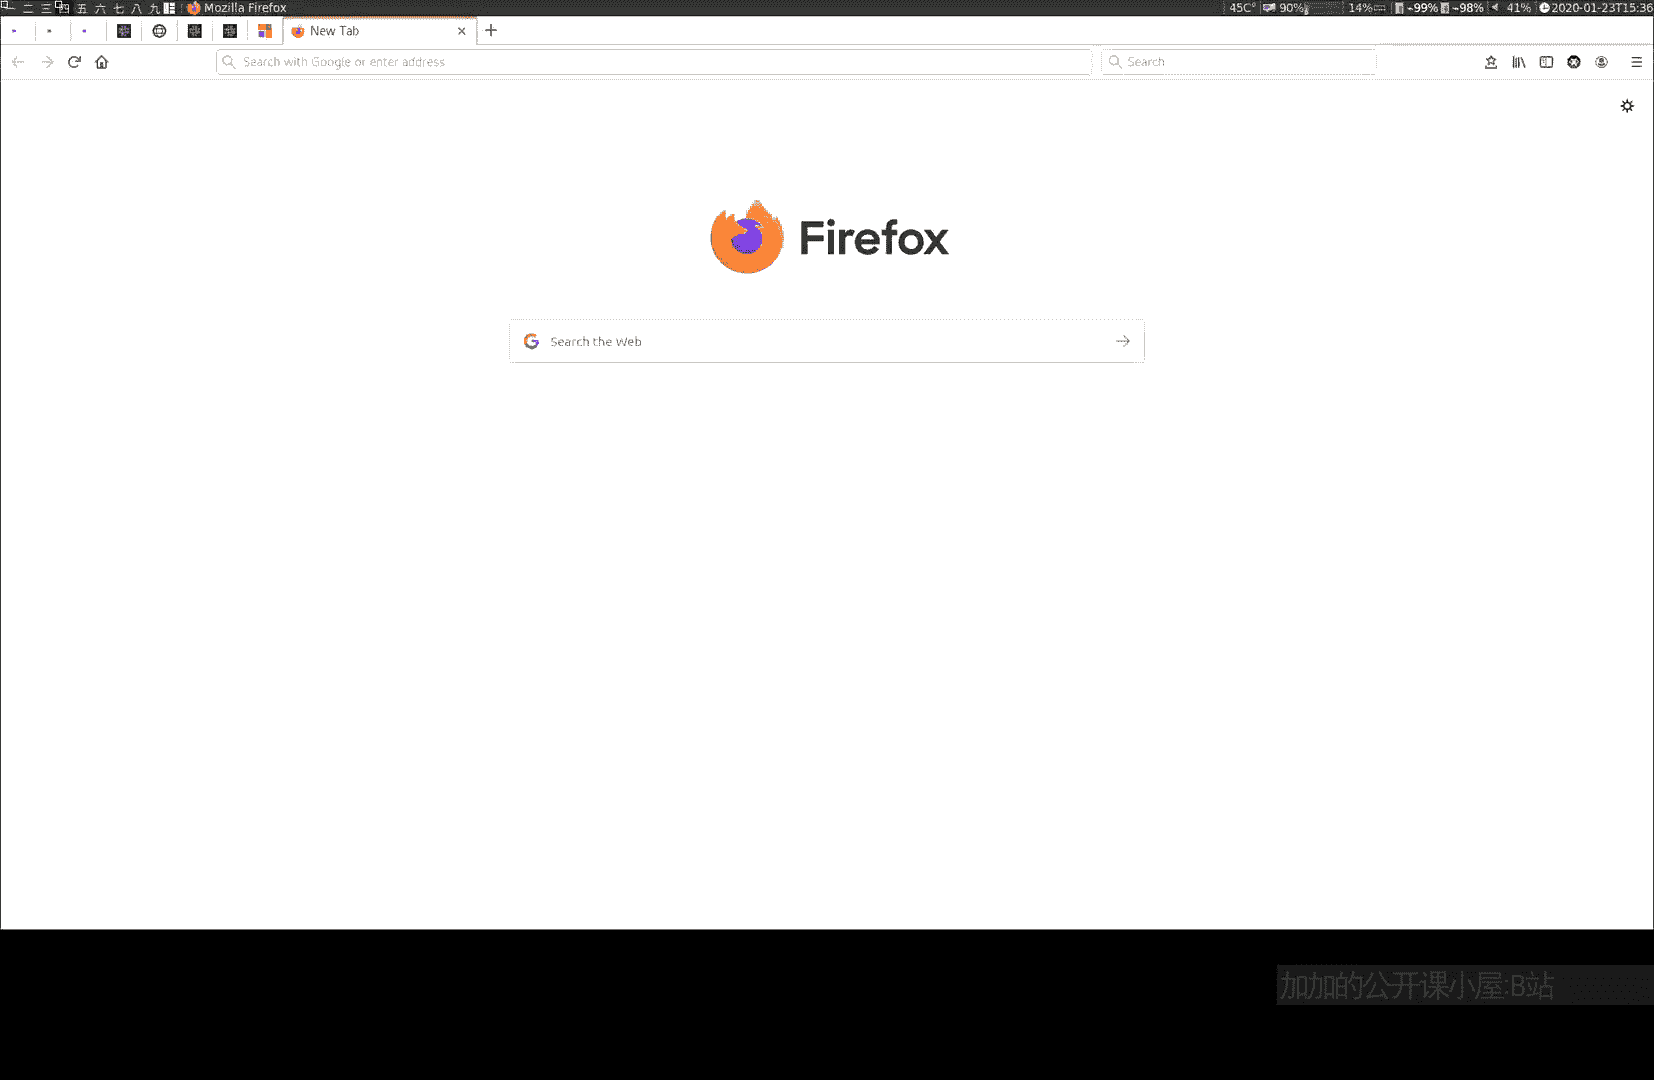 一 二 三 四 五 六 七 八 九 Mozilla Firefox 45C° 90% 14% ~99% ~98% 41% 2020-01-23T15:36
New Tab
Search with Google or enter address Search
Firefox
Search the Web
加加的公开课小屋:B站